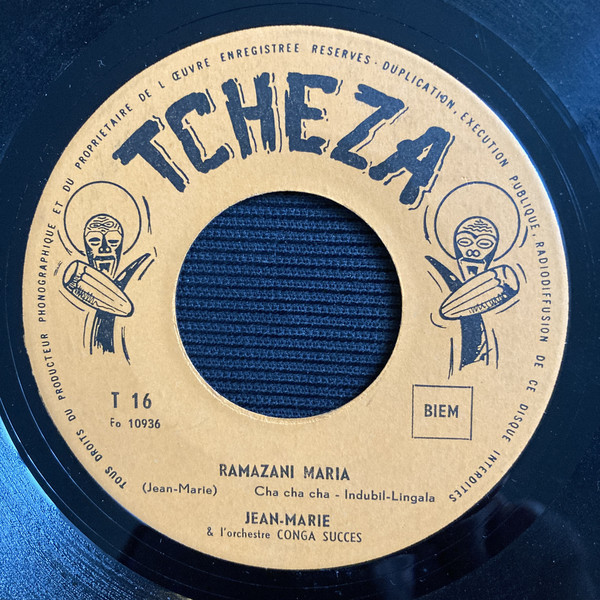 TOUS DROITS DU PRODUCTEUR PHONOGRAPHIQUE ET DU PROPRIETAIRE DE L ŒUVRE ENREGISTREE RESERVES · DUPLICATION, EXECUTION PUBLIQUE, RADIODIFFUSION DE CE DISQUE INTERDITES
TCHEZA
T 16
Fo 10936
BIEM
RAMAZANI MARIA
(Jean-Marie) Cha cha cha - Indubil-Lingala
JEAN-MARIE
& l'orchestre CONGA SUCCES